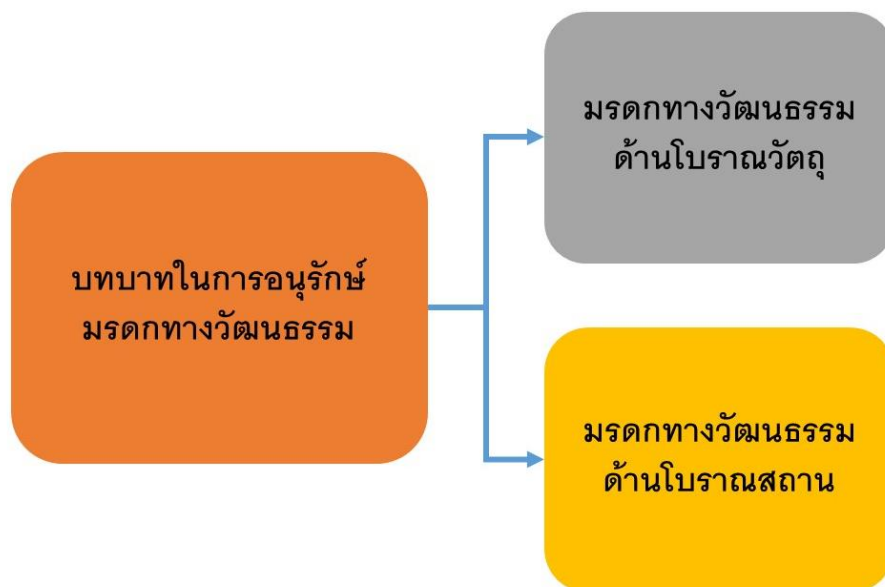 บทบาทในการอนุรักษ์
มรดกทางวัฒนธรรม
มรดกทางวัฒนธรรม
ด้านโบราณวัตถุ
มรดกทางวัฒนธรรม
ด้านโบราณสถาน